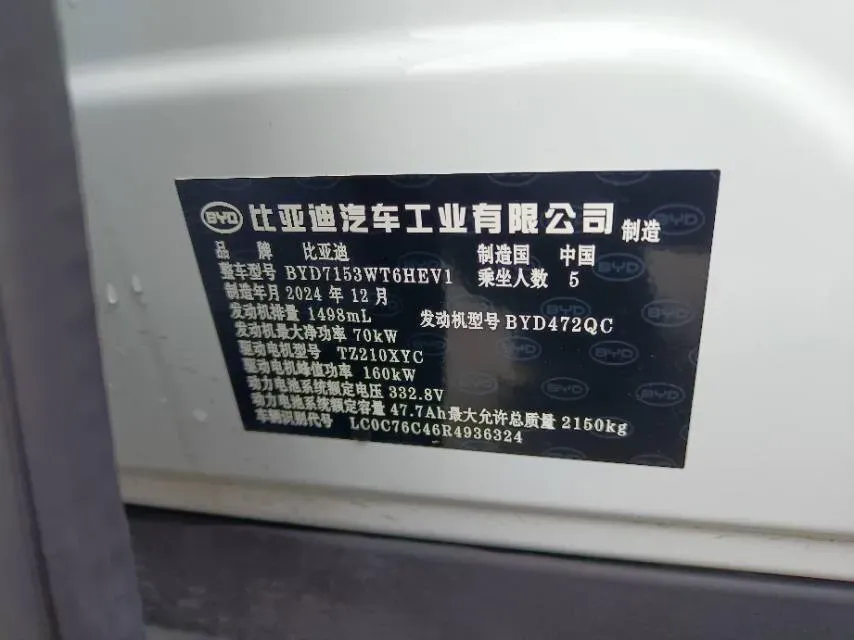 BYD 比亚迪汽车工业有限公司 制造
品 牌 比亚迪 制造国 中国
整车型号 BYD7153WT6HEV1 乘坐人数 5
制造年月 2024 年 12 月
发动机排量 1498mL 发动机型号 BYD472QC
发动机最大净功率 70kW
驱动电机型号 TZ210XYC
驱动电机峰值功率 160kW
动力电池系统额定电压 332.8V
动力电池系统额定容量 47.7Ah 最大允许总质量 2150kg
车辆识别代号 LC0C76C46R4936324